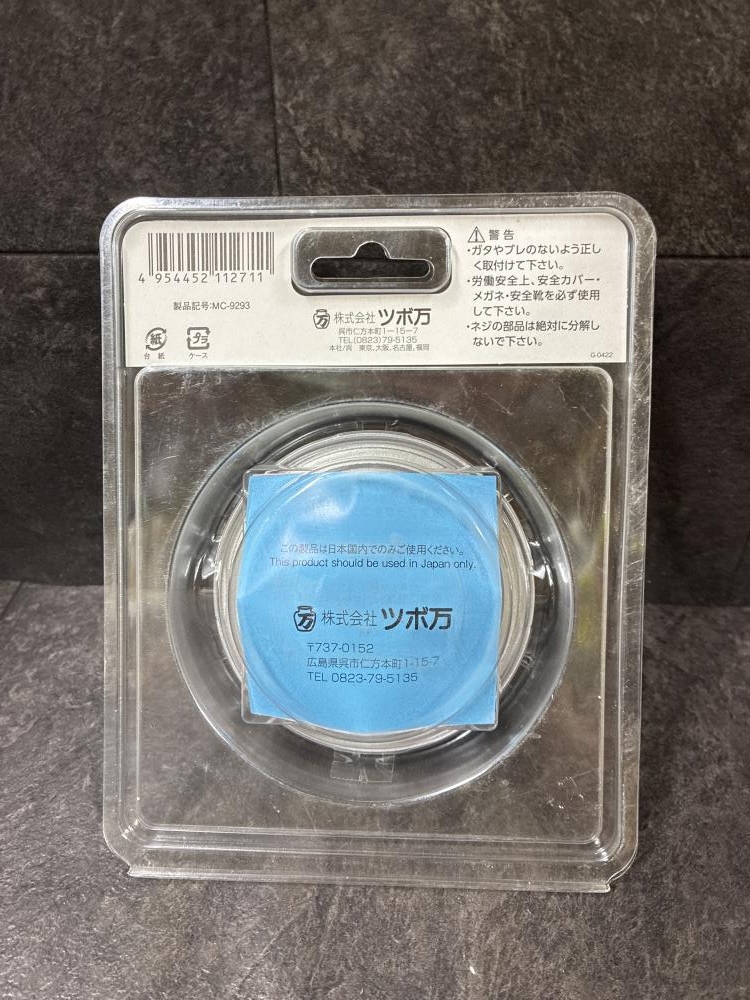 4 954452 112711
製品記号:MC-9293
紙
台紙
プラ
ケース
万 株式会社 ツボ万
呉市仁方本町1-15-7
TEL(0823)79-5135
本社/呉 東京、大阪、名古屋、福岡
警告
・ガタやブレのないよう正し
く取付けて下さい。
・労働安全上、安全カバー・
メガネ・安全靴を必ず使用
して下さい。
・ネジの部品は絶対に分解し
ないで下さい。
G-0422
この製品は日本国内でのみご使用ください。
This product should be used in Japan only.
万 株式会社 ツボ万
〒737-0152
広島県呉市仁方本町1-15-7
TEL 0823-79-5135